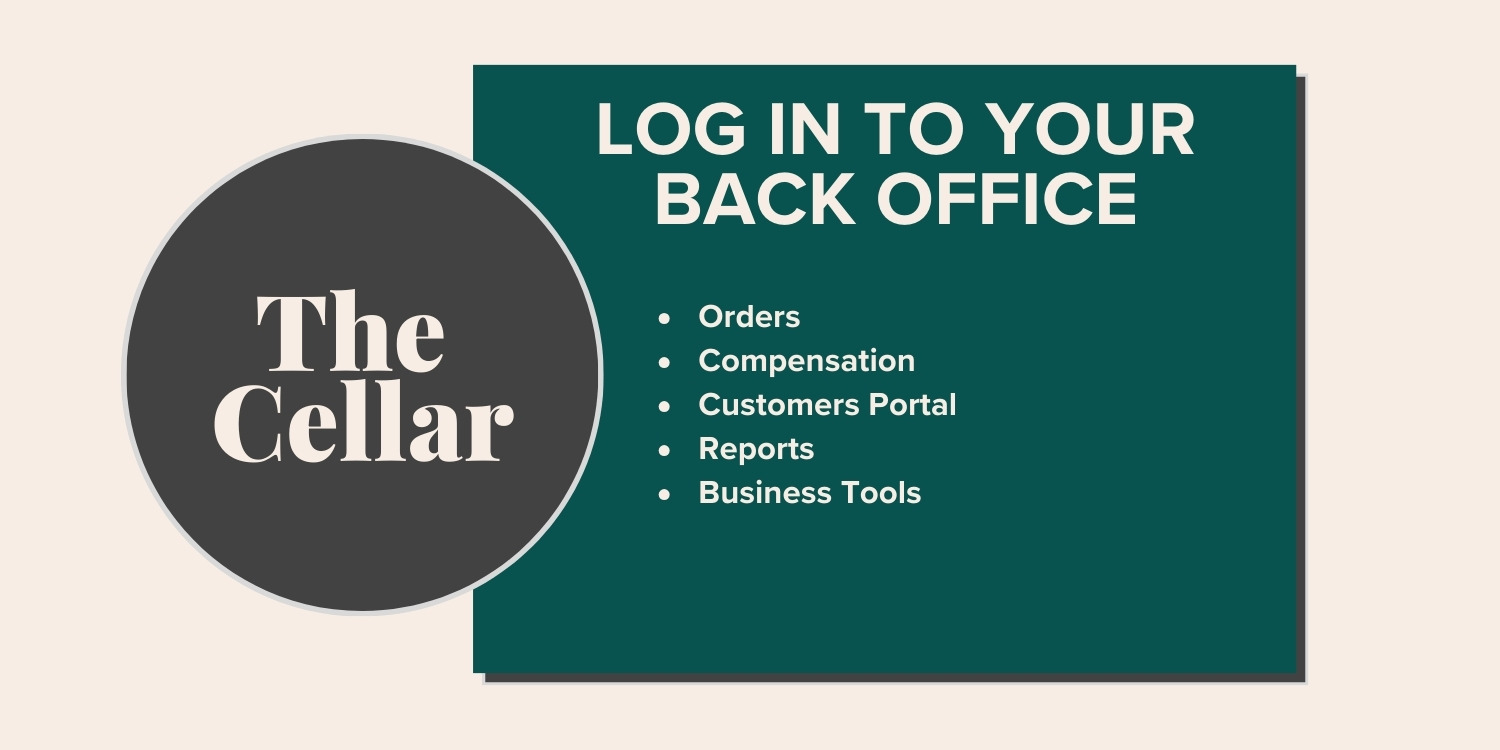 The
Cellar
LOG IN TO YOUR
BACK OFFICE
• Orders
• Compensation
• Customers Portal
• Reports
• Business Tools